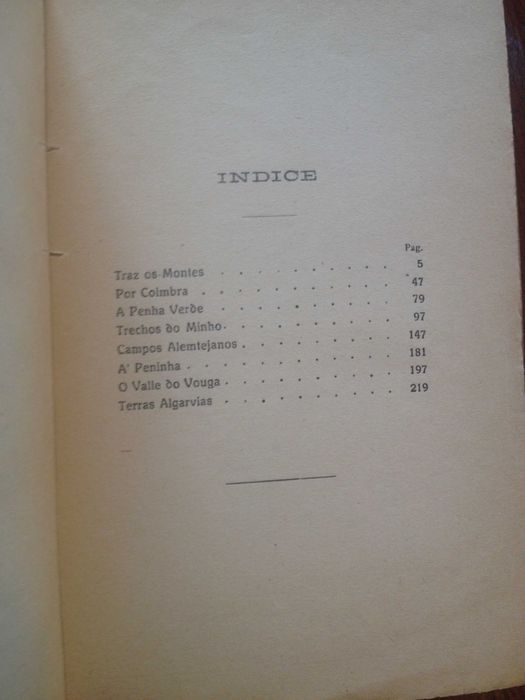 INDICE
Pag.
Traz os Montes . . . . . . . . . . 5
Por Coimbra . . . . . . . . . . . 47
A Penha Verde . . . . . . . . . . 79
Trechos do Minho . . . . . . . . . 97
Campos Alemtejanos . . . . . . . . 147
A' Peninha . . . . . . . . . . . 181
O Valle do Vouga . . . . . . . . . 197
Terras Algarvias . . . . . . . . . 219